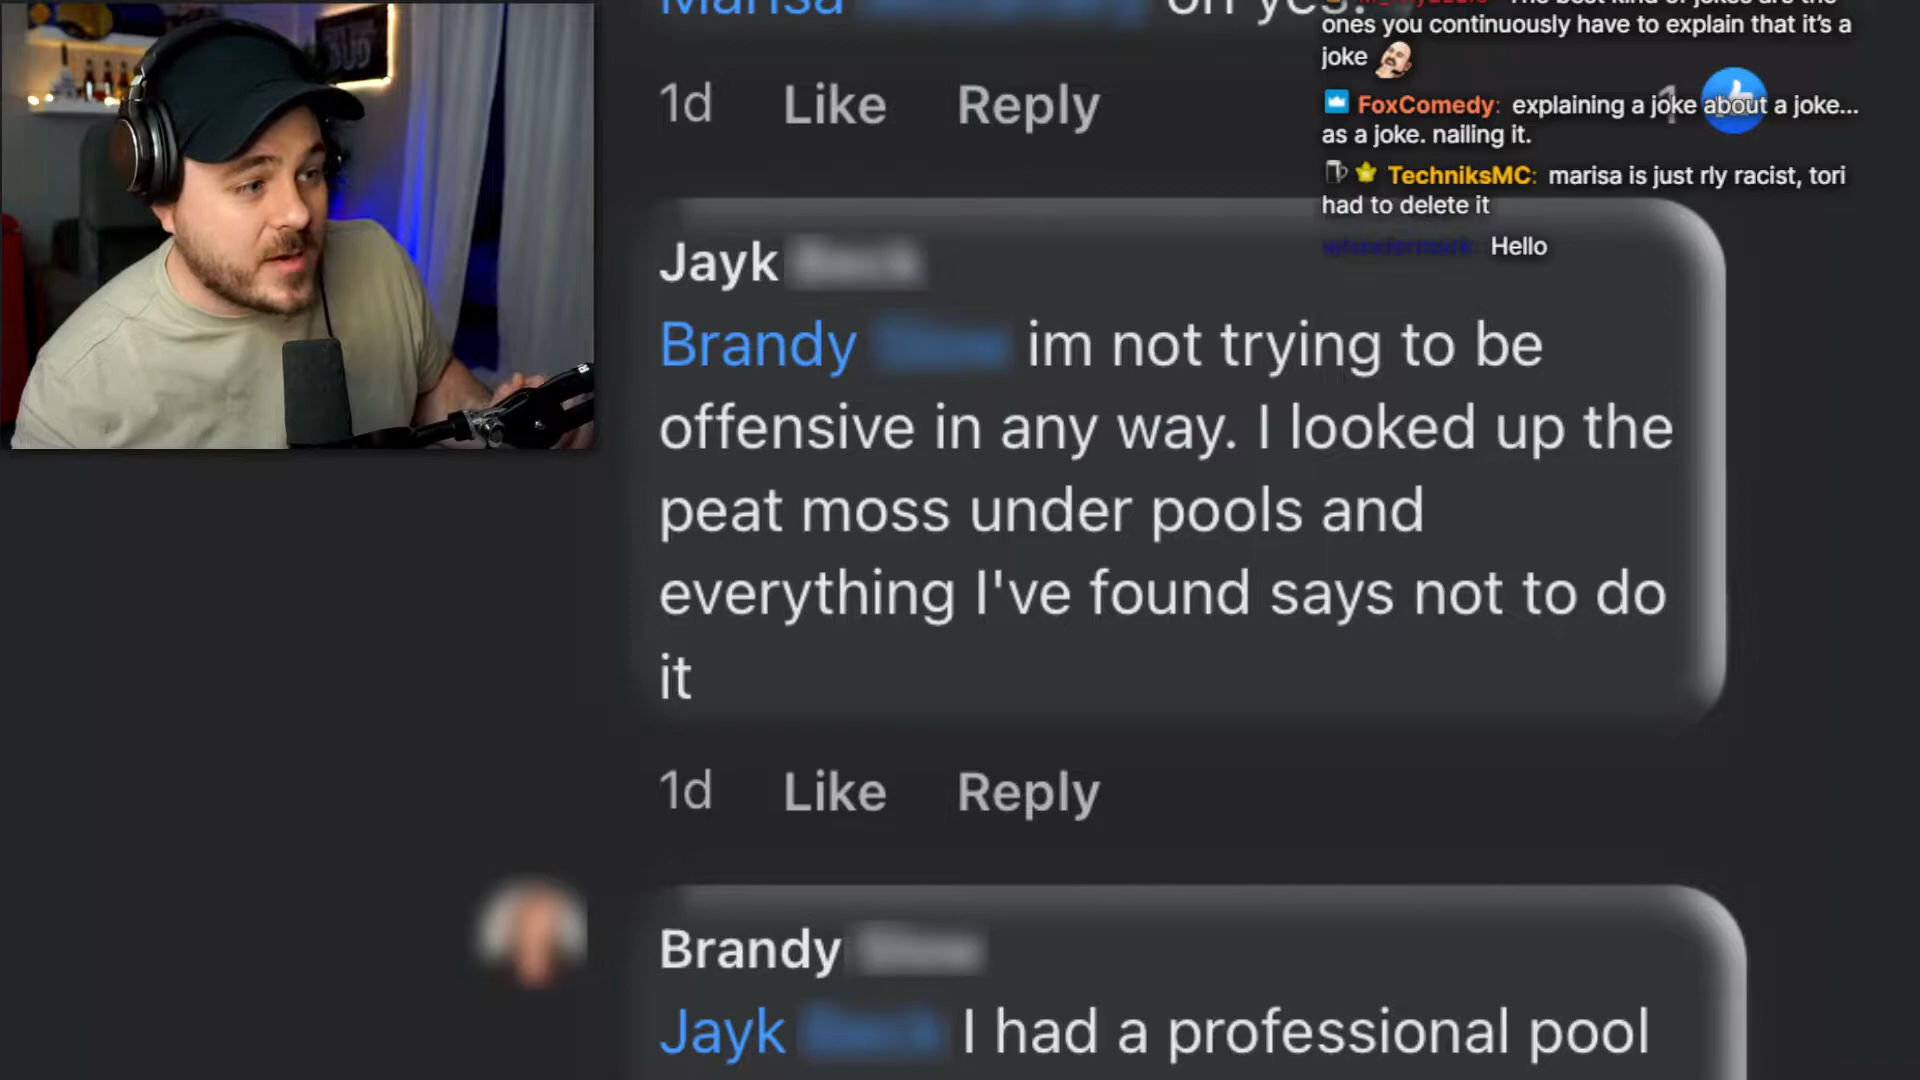 Marisa oh yes!
ones you continuously have to explain that it's a
joke
FoxComedy: explaining a joke about a joke...
as a joke. nailing it.
TechniksMC: marisa is just rly racist, tori
had to delete it
Hello
1d Like Reply 1
Jayk
Brandy im not trying to be
offensive in any way. I looked up the
peat moss under pools and
everything I've found says not to do
it
1d Like Reply
Brandy
Jayk I had a professional pool